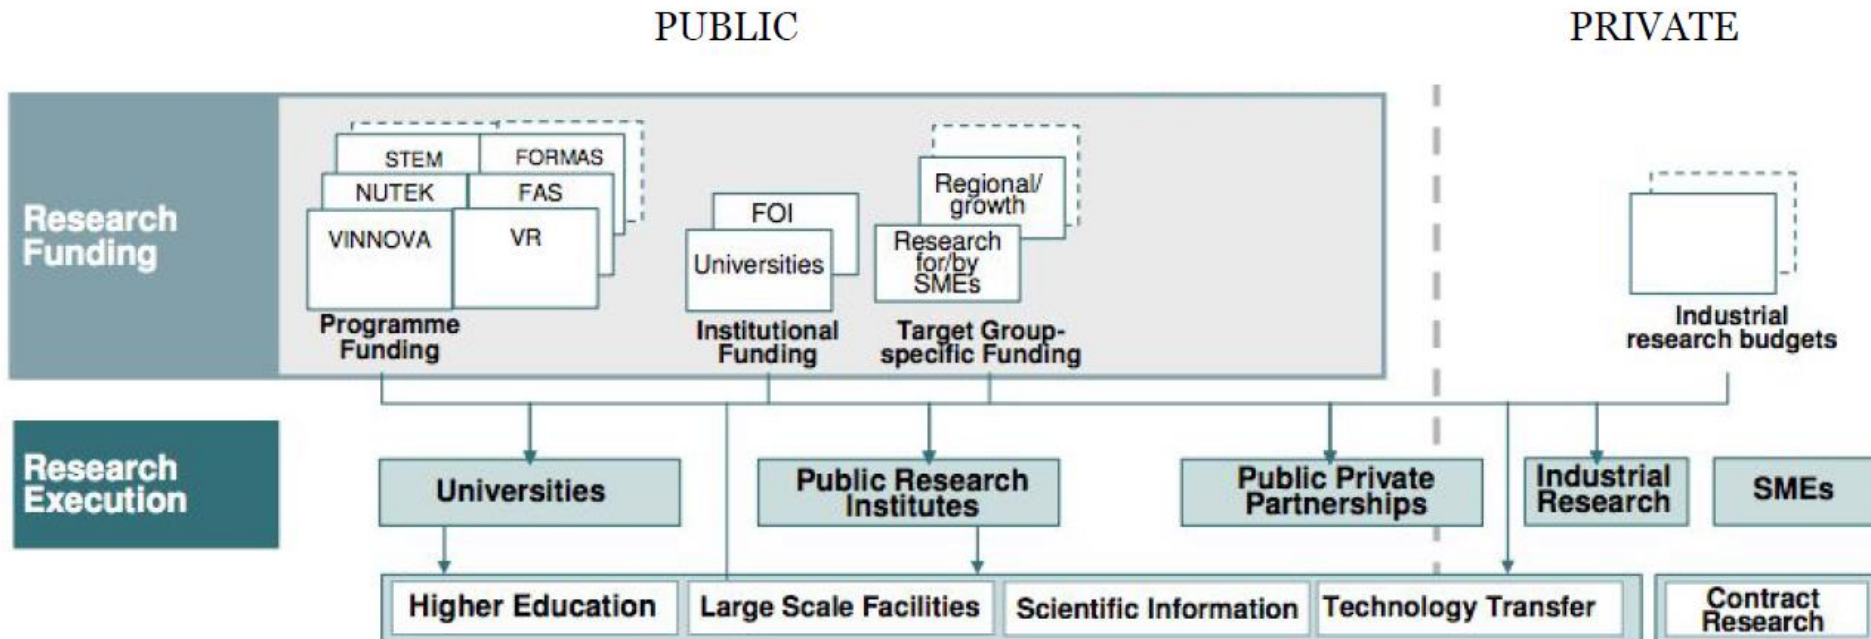 PUBLIC
PRIVATE
Research
Funding
STEM
FORMAS
NUTEK
FAS
VINNOVA
VR
Programme
Funding
FOI
Universities
Institutional
Funding
Regional/
growth
Research
for/by
SMEs
Target Group-
specific Funding
Industrial
research budgets
Research
Execution
Universities
Public Research
Institutes
Public Private
Partnerships
Industrial
Research
SMEs
Higher Education
Large Scale Facilities
Scientific Information
Technology Transfer
Contract
Research